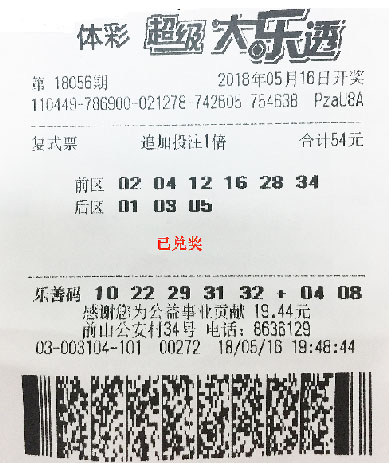 体彩 超级大乐透
第 18056期 2018年05月16日开奖
110449-786900-021278 742605 754638 PzaU8A
复式票 追加投注1倍 合计54元
前区 02 04 12 16 28 34
后区 01 03 05
已兑奖
乐善码 10 22 29 31 32 + 04 08
感谢您为公益事业贡献 19.44元
前山公安村34号 电话: 8636129
03-003104-101 00272 18/05/16 19:48:44